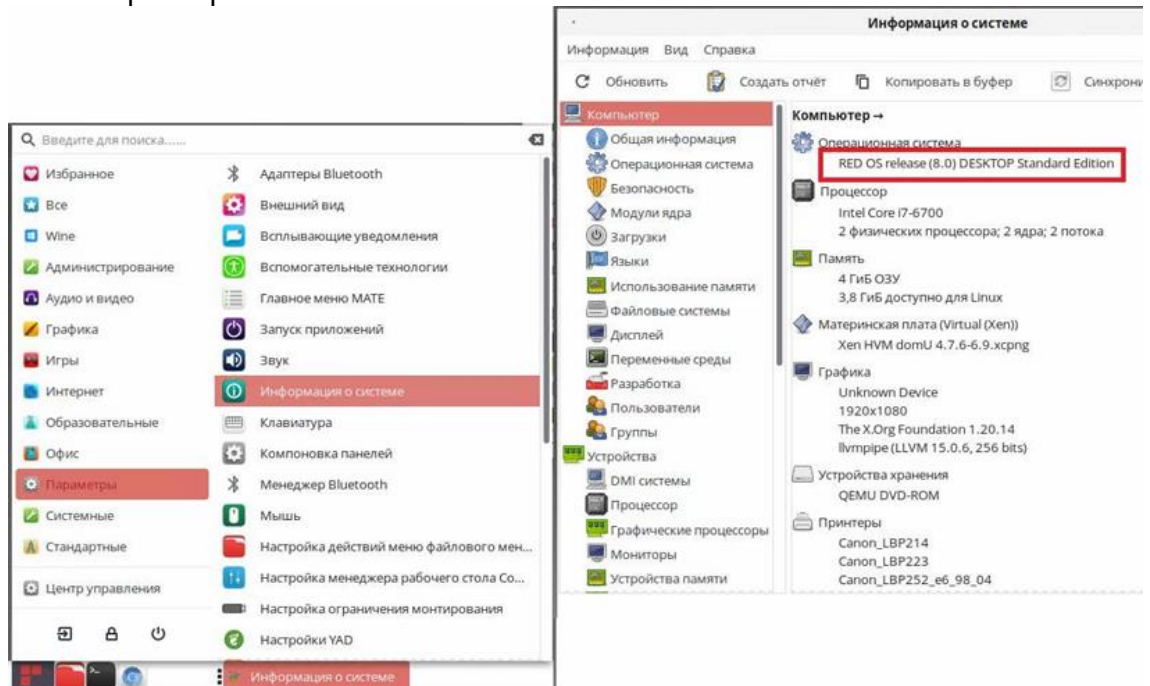 Введите для поиска......
Избранное
Все
Wine
Администрирование
Аудио и видео
Графика
Игры
Интернет
Образовательные
Офис
Параметры
Системные
Стандартные
Центр управления
Адаптеры Bluetooth
Внешний вид
Всплывающие уведомления
Вспомогательные технологии
Главное меню MATE
Запуск приложений
Звук
Информация о системе
Клавиатура
Компоновка панелей
Менеджер Bluetooth
Мышь
Настройка действий меню файлового мен...
Настройка менеджера рабочего стола Co...
Настройка ограничения монтирования
Настройки YAD
Информация о системе
Информация о системе
Информация Вид Справка
Обновить Создать отчёт Копировать в буфер Синхрони
Компьютер
Общая информация
Операционная система
Безопасность
Модули ядра
Загрузки
Языки
Использование памяти
Файловые системы
Дисплей
Переменные среды
Разработка
Пользователи
Группы
Устройства
DMI системы
Процессор
Графические процессоры
Мониторы
Устройства памяти
Компьютер →
Операционная система
RED OS release (8.0) DESKTOP Standard Edition
Процессор
Intel Core i7-6700
2 физических процессора; 2 ядра; 2 потока
Память
4 ГиБ ОЗУ
3,8 ГиБ доступно для Linux
Материнская плата (Virtual (Xen))
Xen HVM domU 4.7.6-6.9.xcpng
Графика
Unknown Device
1920x1080
The X.Org Foundation 1.20.14
llvmpipe (LLVM 15.0.6, 256 bits)
Устройства хранения
QEMU DVD-ROM
Принтеры
Canon_LBP214
Canon_LBP223
Canon_LBP252_e6_98_04